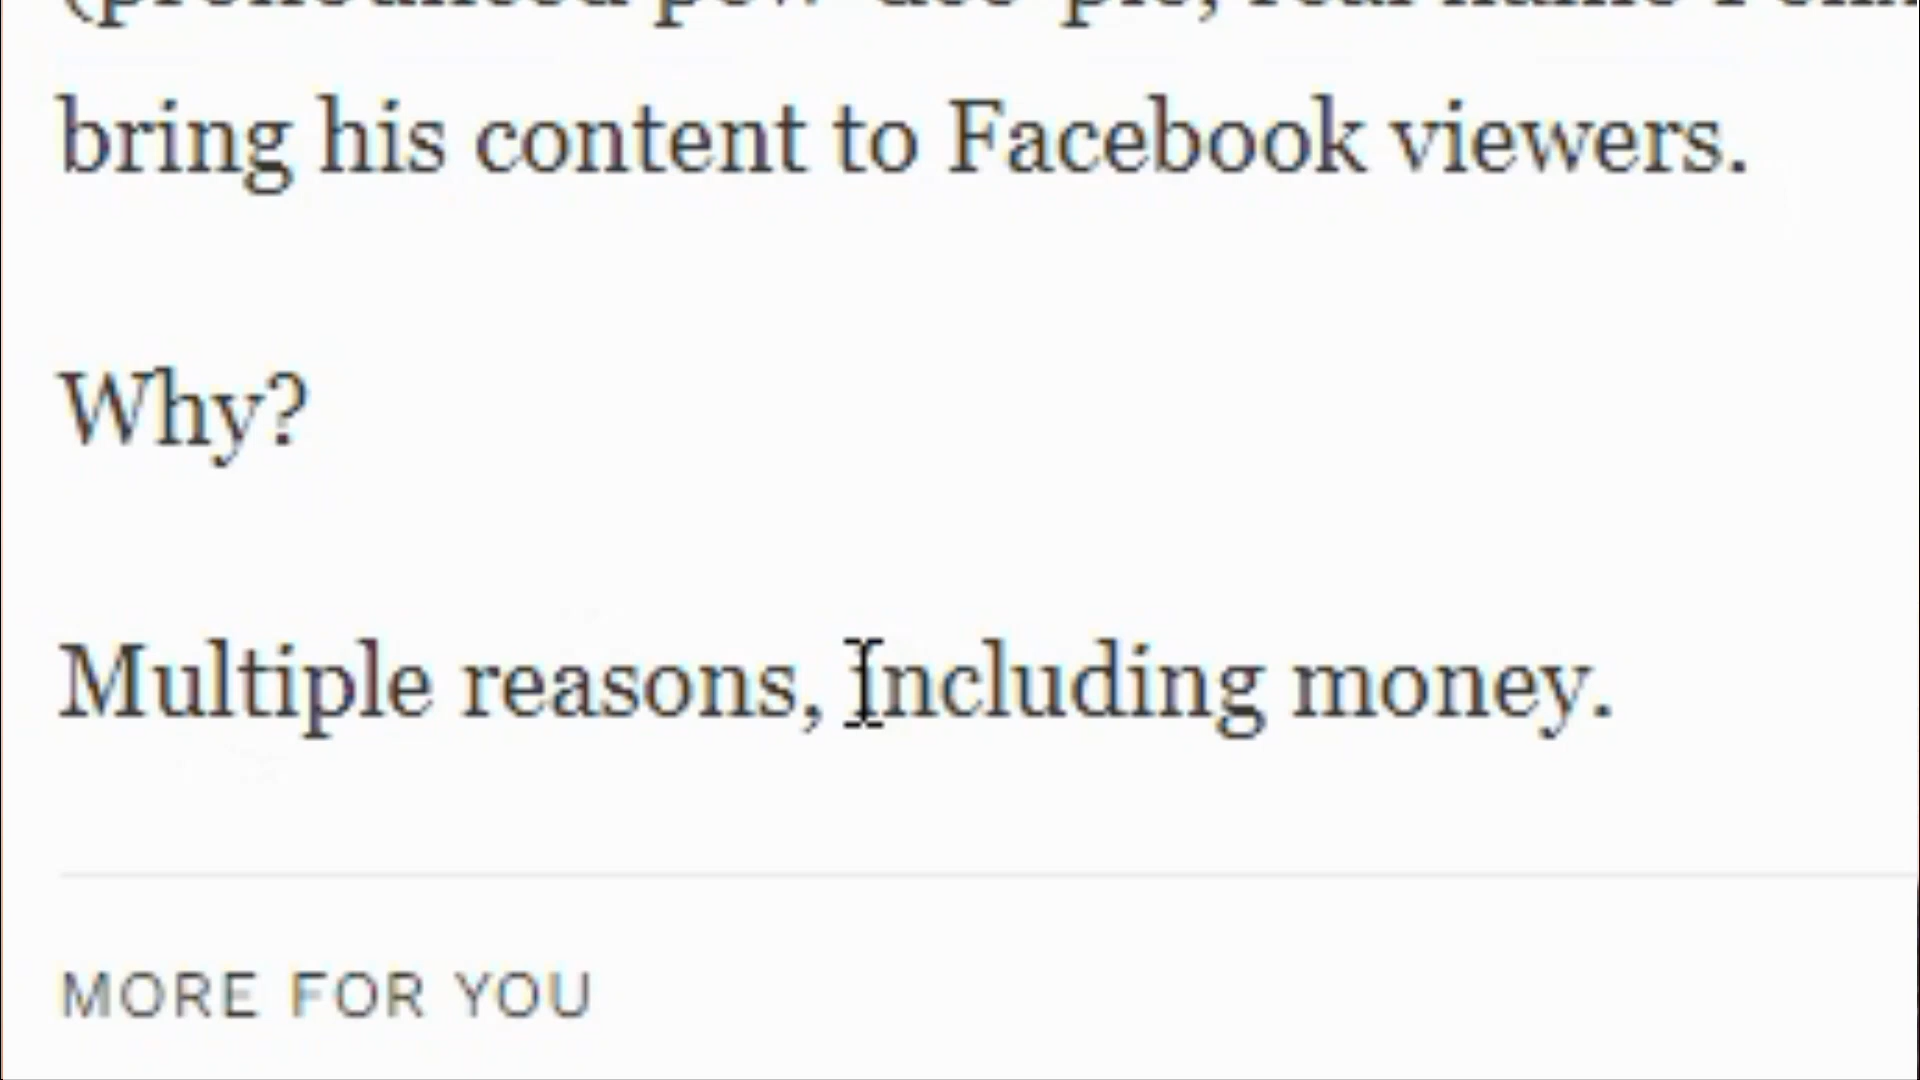 bring his content to Facebook viewers.
Why?
Multiple reasons, including money.
MORE FOR YOU